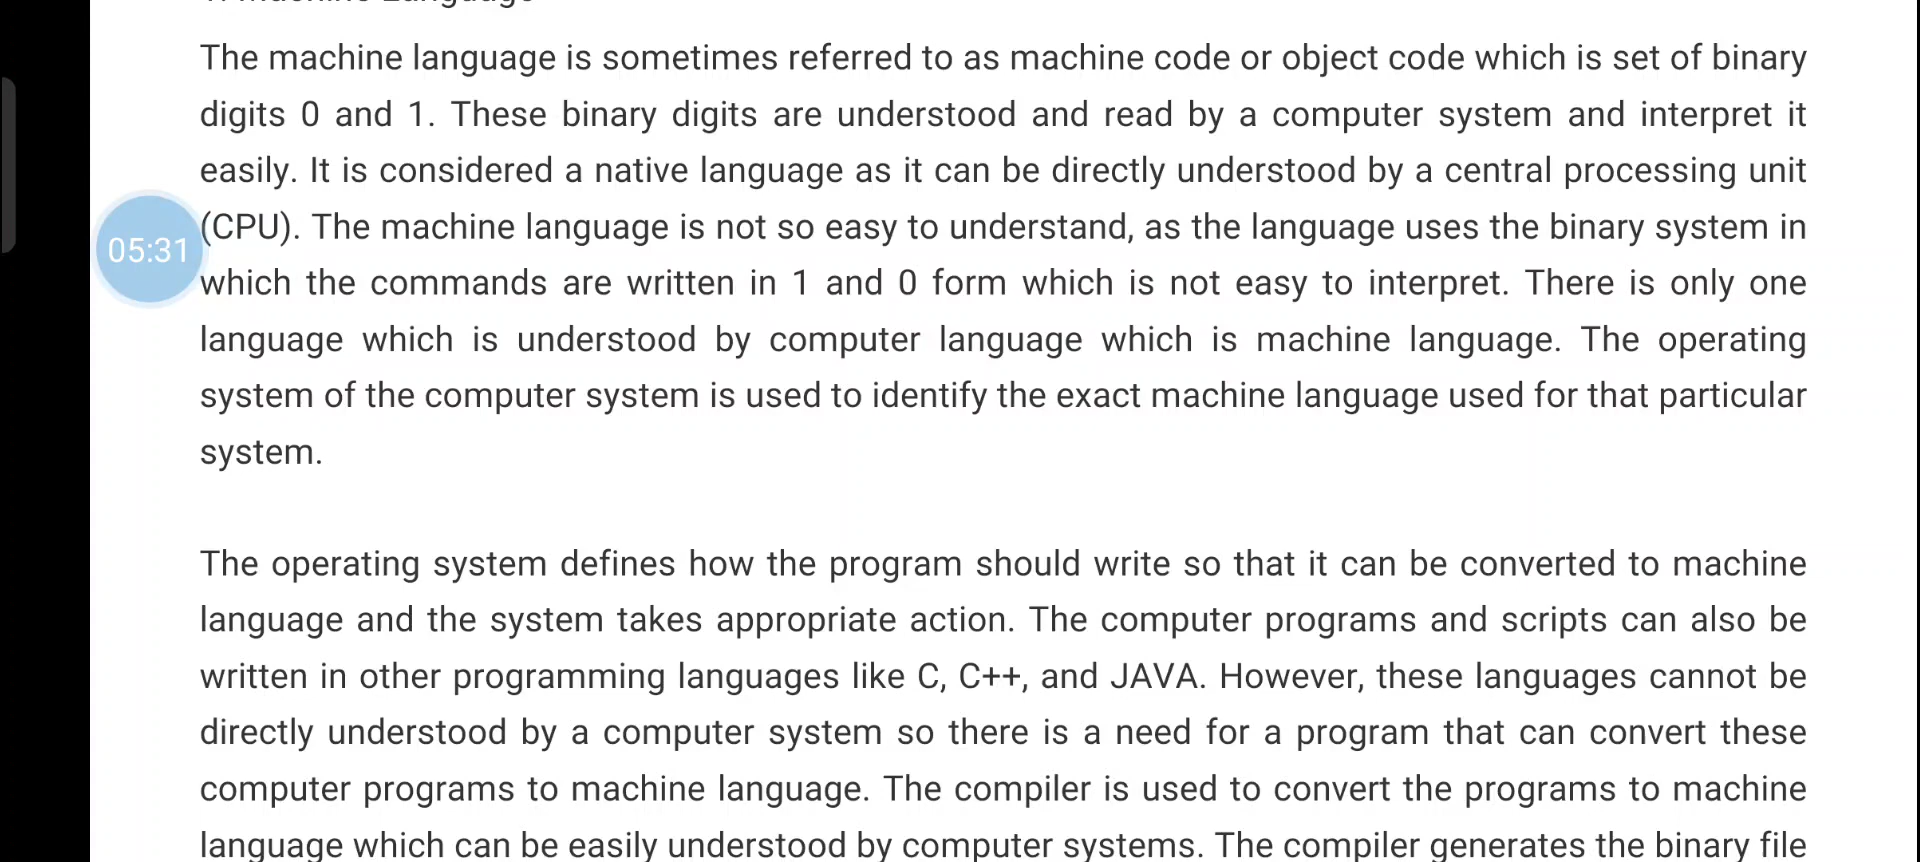 The machine language is sometimes referred to as machine code or object code which is set of binary
digits 0 and 1. These binary digits are understood and read by a computer system and interpret it
easily. It is considered a native language as it can be directly understood by a central processing unit
(CPU). The machine language is not so easy to understand, as the language uses the binary system in
05:31
which the commands are written in 1 and 0 form which is not easy to interpret. There is only one
language which is understood by computer language which is machine language. The operating
system of the computer system is used to identify the exact machine language used for that particular
system.
The operating system defines how the program should write so that it can be converted to machine
language and the system takes appropriate action. The computer programs and scripts can also be
written in other programming languages like C, C++, and JAVA. However, these languages cannot be
directly understood by a computer system so there is a need for a program that can convert these
computer programs to machine language. The compiler is used to convert the programs to machine
language which can be easily understood by computer systems. The compiler generates the binary file